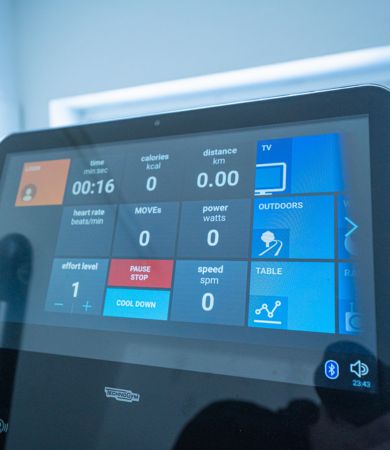 LOGIN
time
min:sec
00:16
calories
kcal
0
distance
km
0.00
TV
heart rate
beats/min
MOVEs
0
power
watts
0
OUTDOORS
effort level
1
PAUSE
STOP
COOL DOWN
speed
spm
0
TABLE
TECHNOGYM
23:43